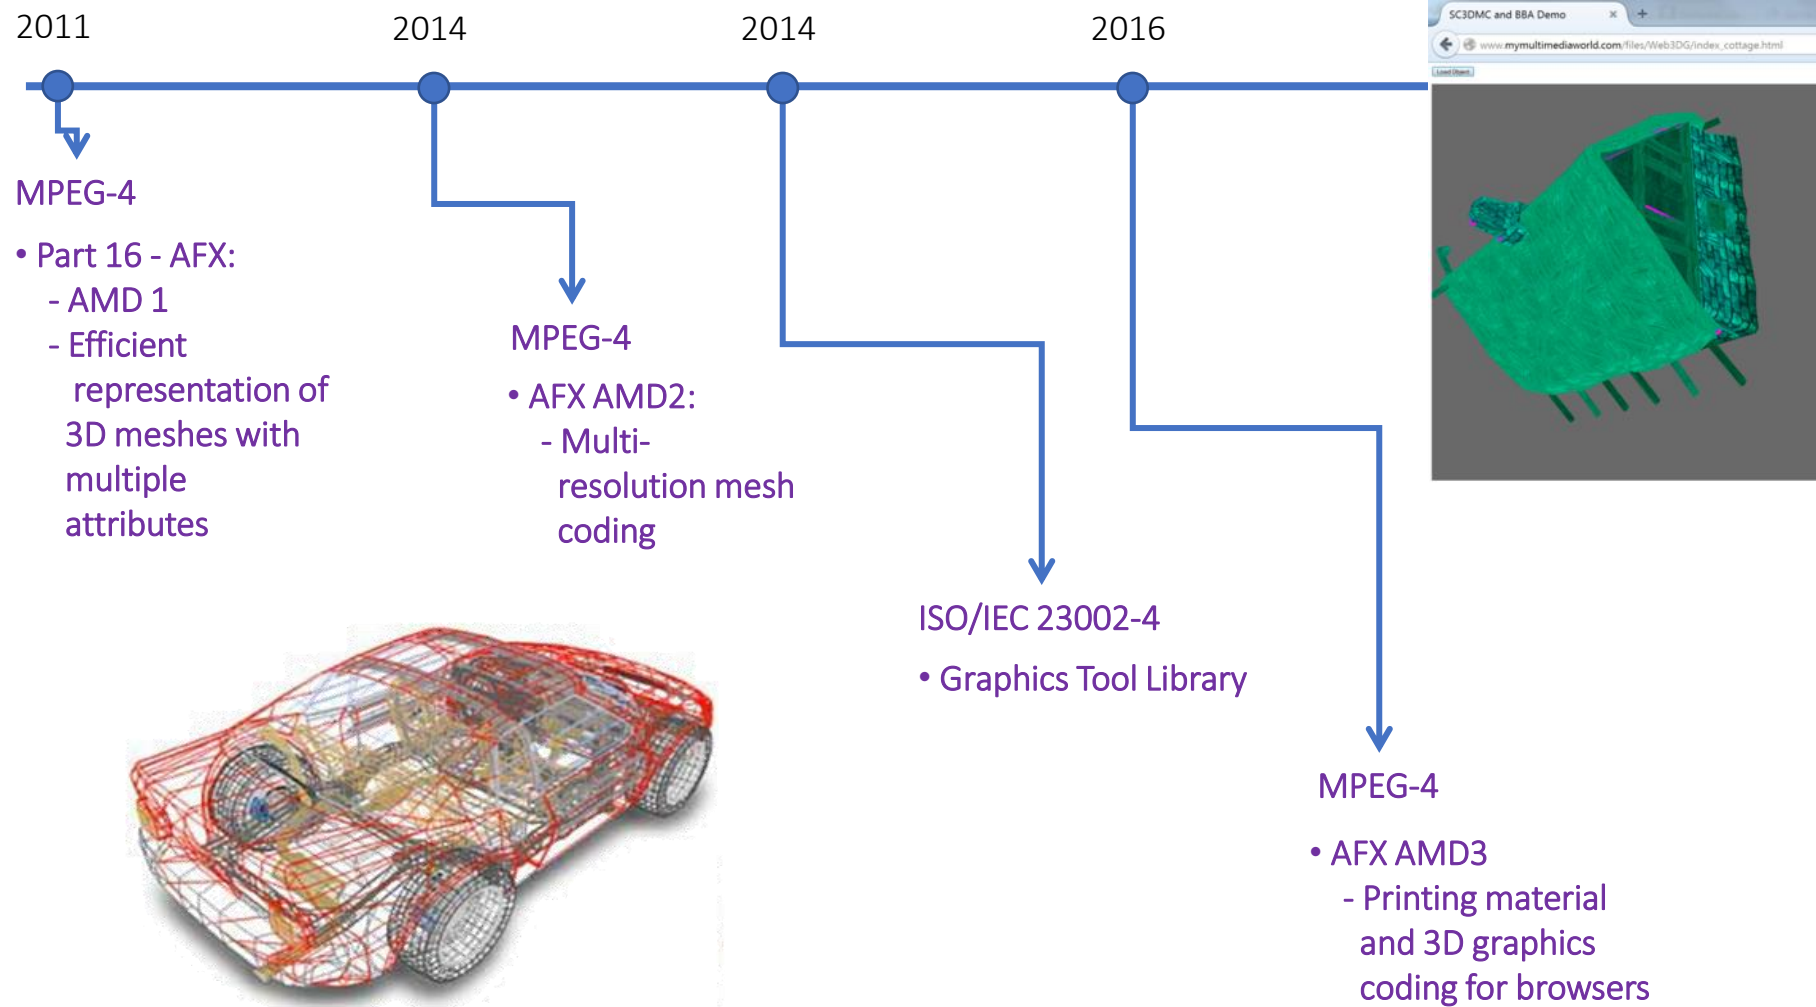 2011
2014
2014
2016
SC3DMC and BBA Demo
www.mymultimediaworld.com/files/Web3DG/index_cottage.html
Load Object
MPEG-4
• Part 16 - AFX:
- AMD 1
- Efficient
representation of
3D meshes with
multiple
attributes
MPEG-4
• AFX AMD2:
- Multi-
resolution mesh
coding
ISO/IEC 23002-4
• Graphics Tool Library
MPEG-4
• AFX AMD3
- Printing material
and 3D graphics
coding for browsers